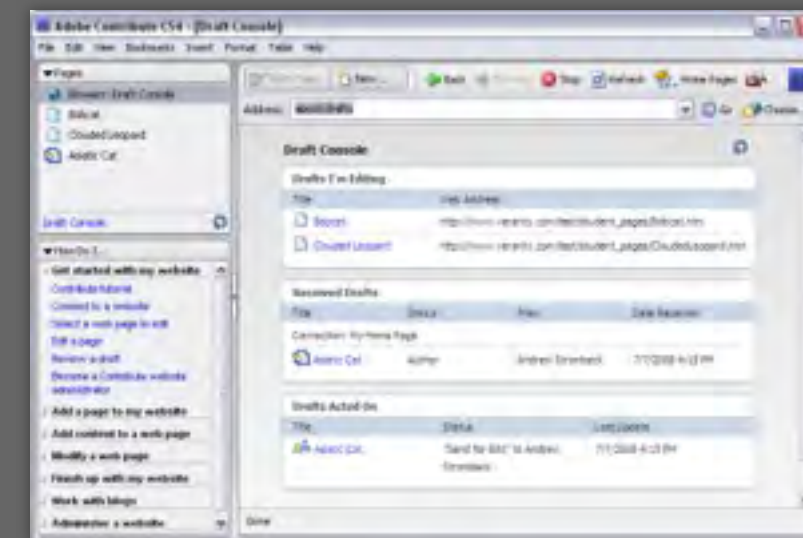 Adobe Contribute CS4 - [Draft Console]
File Edit View Bookmarks Insert Format Table Help
Pages
Browser: Draft Console
Bobcat
Clouded Leopard
Asiatic Cat
Draft Console
How Do I...
Get started with my website
Contribute tutorial
Connect to a website
Select a web page to edit
Edit a page
Review a draft
Become a Contribute website administrator
Add a page to my website
Add content to a web page
Modify a web page
Finish up with my website
Work with blogs
Administer a website
New... Back Stop Refresh Home Pages
Address: Go Choose
Draft Console
Drafts I'm Editing
Title Web Address
Bobcat
Clouded Leopard
Received Drafts
Title Status From Date Received
Connection: My Home Page
Asiatic Cat Author Andrew
Drafts Acted On
Title Status Last Update
Asiatic Cat to Andrew
Done